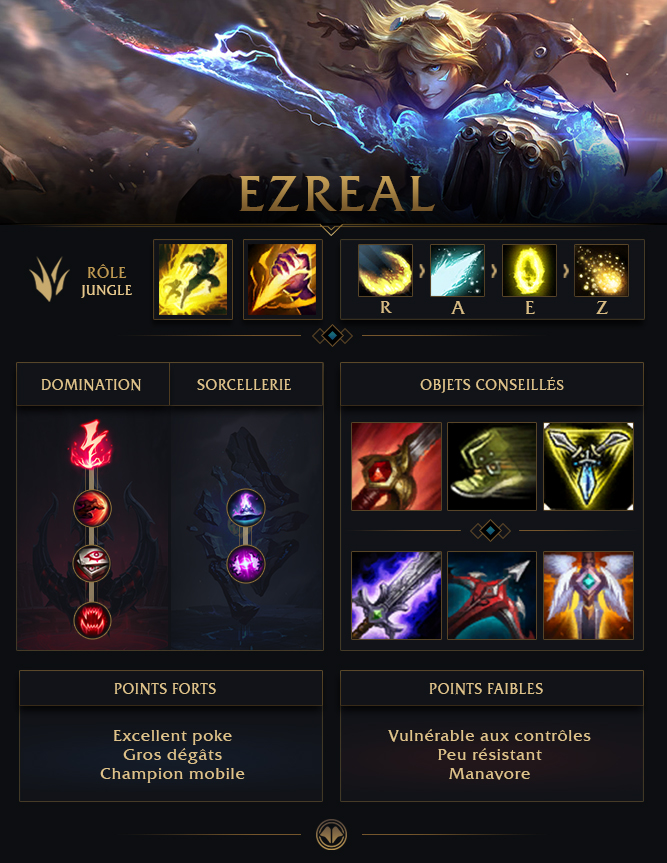 EZREAL
RÔLE
JUNGLE
R A E Z
DOMINATION
SORCELLERIE
OBJETS CONSEILLÉS
POINTS FORTS
Excellent poke
Gros dégâts
Champion mobile
POINTS FAIBLES
Vulnérable aux contrôles
Peu résistant
Manavore